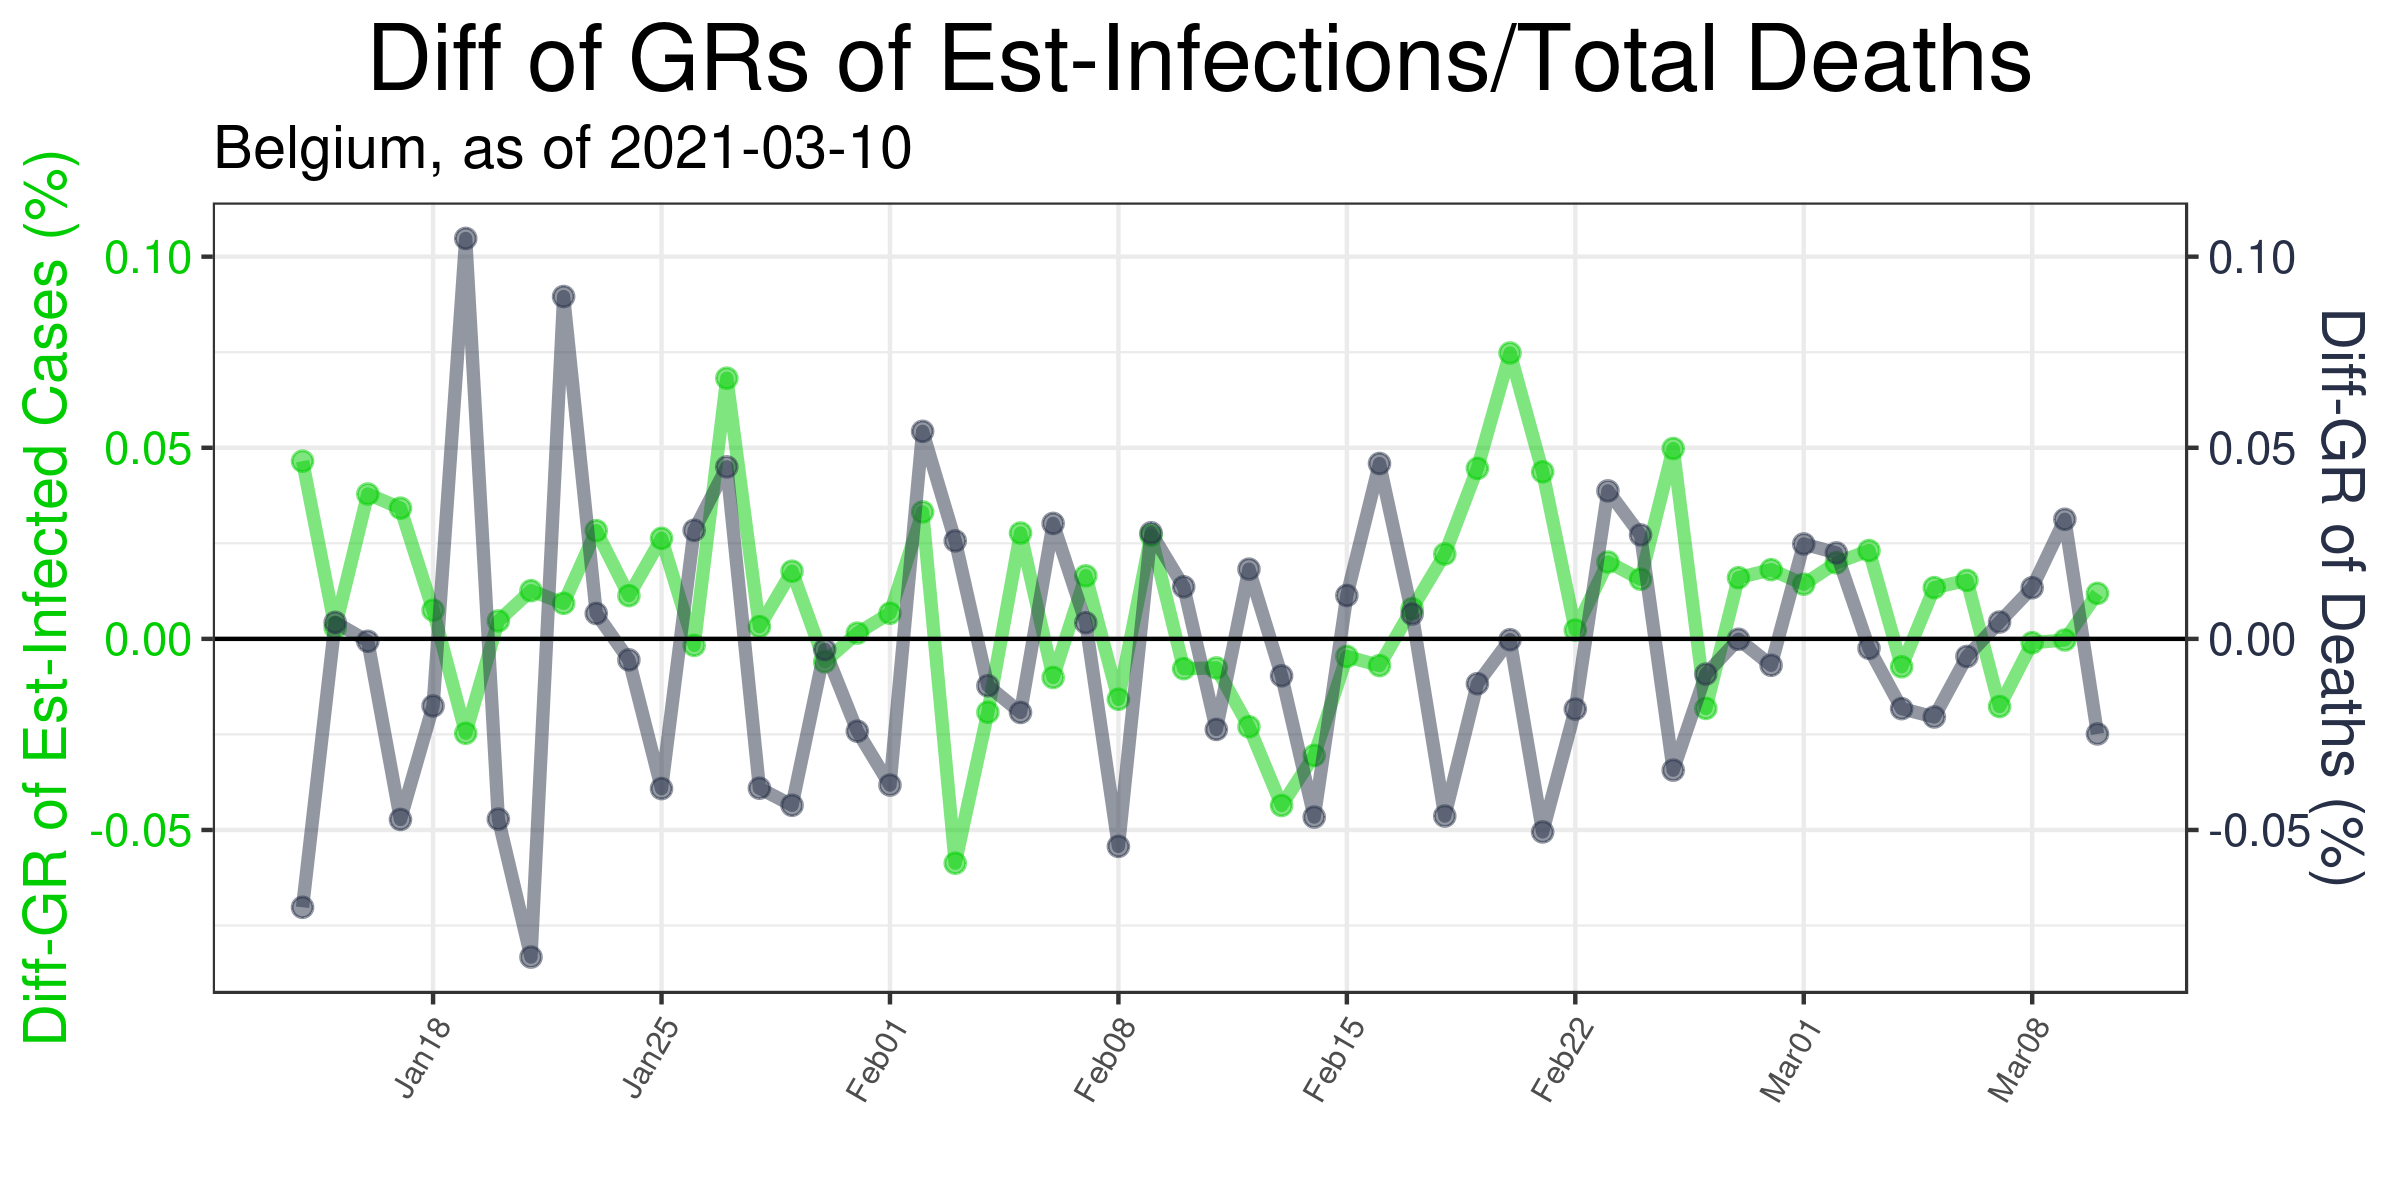 Diff of GRs of Est-Infections/Total Deaths
Belgium, as of 2021-03-10
Diff-GR of Est-Infected Cases (%)
0.10
0.05
0.00
-0.05
0.10
0.05
0.00
-0.05
Diff-GR of Deaths (%)
Jan18
Jan25
Feb01
Feb08
Feb15
Feb22
Mar01
Mar08